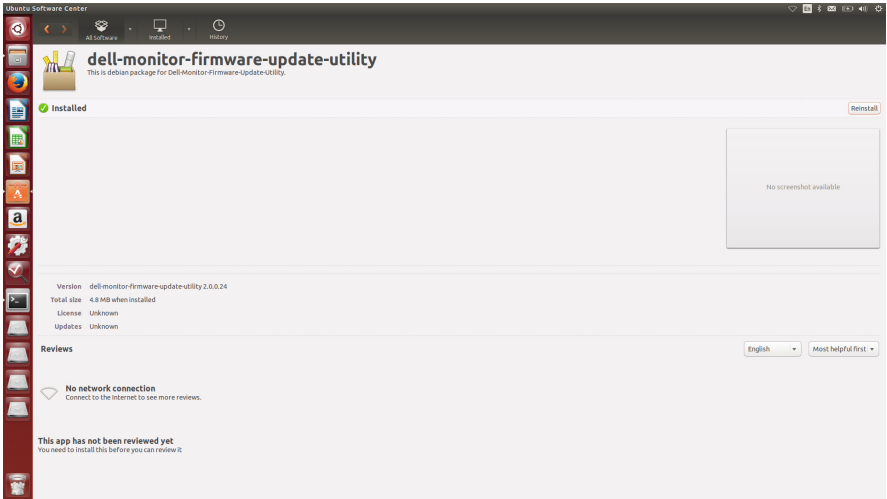 Ubuntu Software Center
En
All Software
Installed
History
dell-monitor-firmware-update-utility
This is debian package for Dell-Monitor-Firmware-Update-Utility.
Installed
Reinstall
No screenshot available
Version dell-monitor-firmware-update-utility 2.0.0.24
Total size 4.8 MB when installed
License Unknown
Updates Unknown
Reviews
English
Most helpful first
No network connection
Connect to the Internet to see more reviews.
This app has not been reviewed yet
You need to install this before you can review it